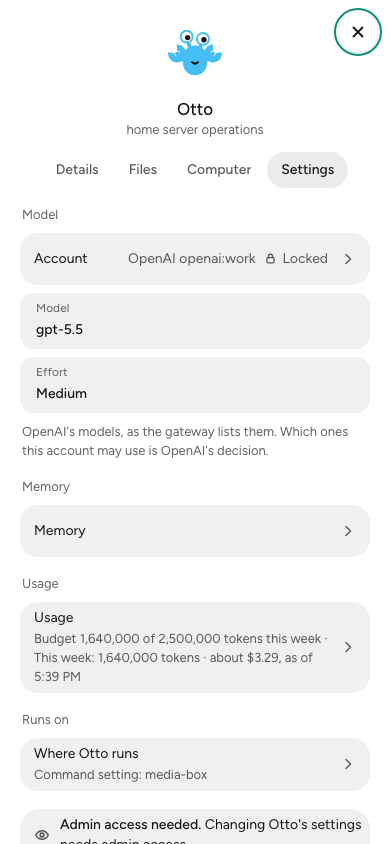 Otto
home server operations
Details Files Computer Settings
Model
Account OpenAI openai:work Locked
Model
gpt-5.5
Effort
Medium
OpenAI's models, as the gateway lists them. Which ones
this account may use is OpenAI's decision.
Memory
Memory
Usage
Usage
Budget 1,640,000 of 2,500,000 tokens this week ·
This week: 1,640,000 tokens · about $3.29, as of
5:39 PM
Runs on
Where Otto runs
Command setting: media-box
Admin access needed. Changing Otto's settings
needs admin access